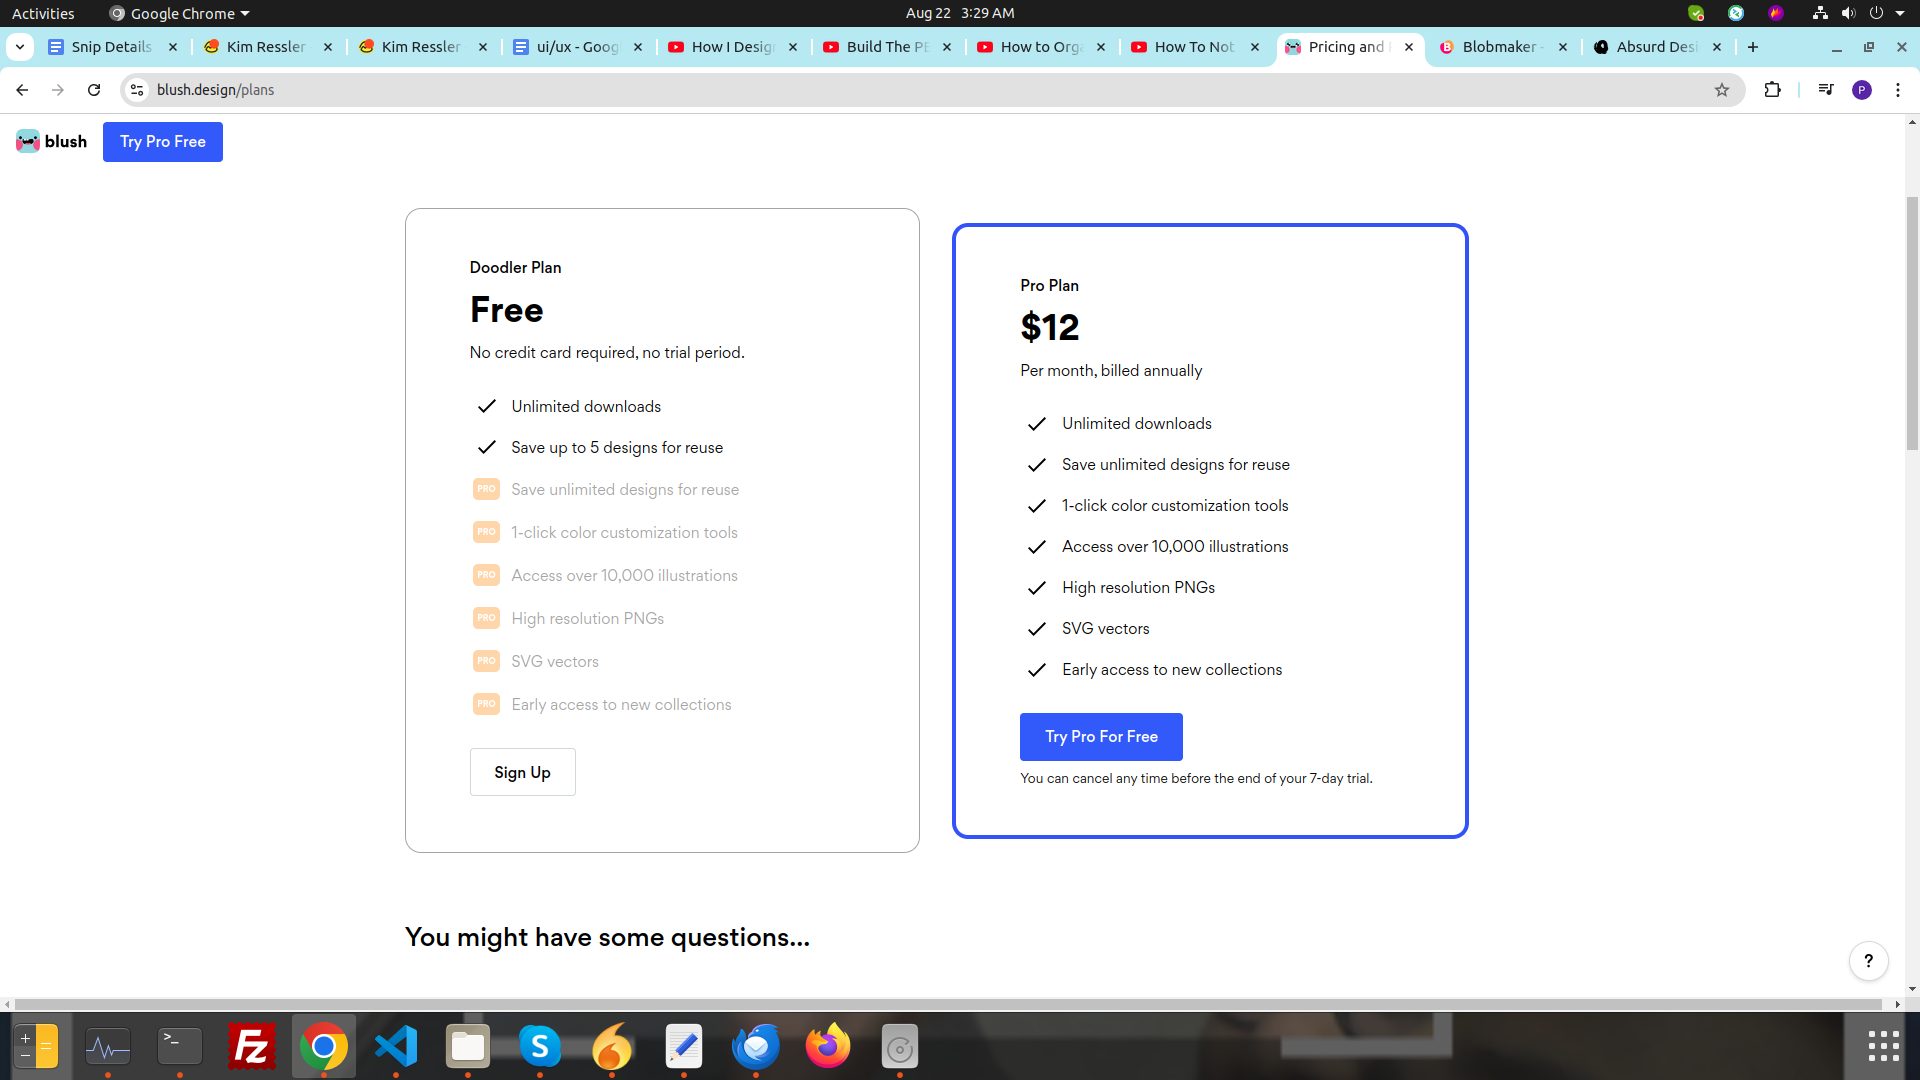 Activities
Google Chrome
Aug 22 3:29 AM
Snip Details
Kim Ressler
Kim Ressler
ui/ux - Goog
How I Desig
Build The PE
How to Orga
How To Not
Pricing and
Blobmaker -
Absurd Desi
blush.design/plans
P
blush
Try Pro Free
Doodler Plan
Free
No credit card required, no trial period.
Unlimited downloads
Save up to 5 designs for reuse
PRO Save unlimited designs for reuse
PRO 1-click color customization tools
PRO Access over 10,000 illustrations
PRO High resolution PNGs
PRO SVG vectors
PRO Early access to new collections
Sign Up
Pro Plan
$12
Per month, billed annually
Unlimited downloads
Save unlimited designs for reuse
1-click color customization tools
Access over 10,000 illustrations
High resolution PNGs
SVG vectors
Early access to new collections
Try Pro For Free
You can cancel any time before the end of your 7-day trial.
You might have some questions...
?